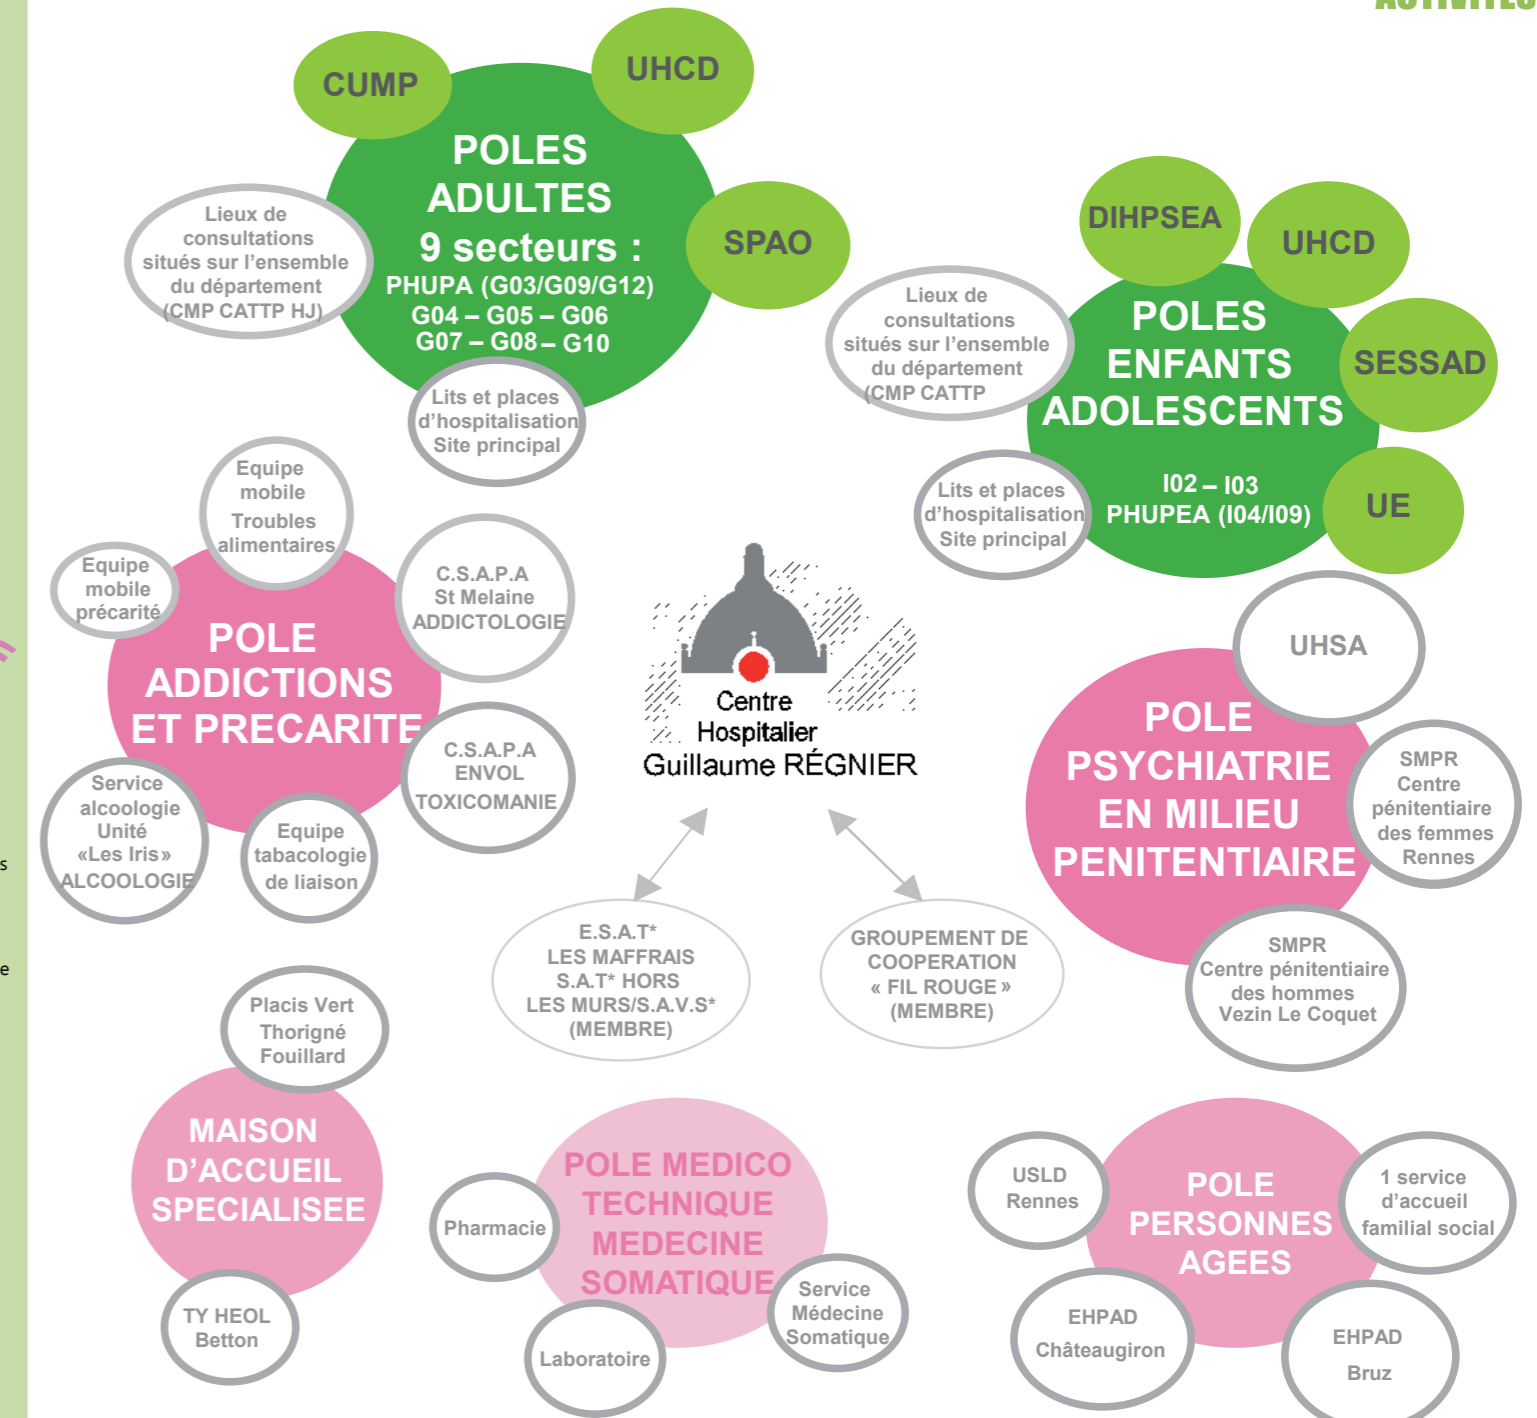 ACTIVITES
CUMP
UHCD
POLES
ADULTES
9 secteurs :
PHUPA (G03/G09/G12)
G04 – G05 – G06
G07 – G08 – G10
SPAO
Lieux de
consultations
situés sur l'ensemble
du département
(CMP CATTP HJ)
Lits et places
d'hospitalisation
Site principal
DIHPSEA
UHCD
SESSAD
UE
POLES
ENFANTS
ADOLESCENTS
I02 – I03
PHUPEA (I04/I09)
Lieux de
consultations
situés sur l'ensemble
du département
(CMP CATTP
Lits et places
d'hospitalisation
Site principal
Equipe
mobile
Troubles
alimentaires
Equipe
mobile
précarité
C.S.A.P.A
St Melaine
ADDICTOLOGIE
POLE
ADDICTIONS
ET PRECARITE
C.S.A.P.A
ENVOL
TOXICOMANIE
Service
alcoologie
Unité
«Les Iris»
ALCOOLOGIE
Equipe
tabacologie
de liaison
Centre
Hospitalier
Guillaume RÉGNIER
UHSA
POLE
PSYCHIATRIE
EN MILIEU
PENITENTIAIRE
SMPR
Centre
pénitentiaire
des femmes
Rennes
SMPR
Centre pénitentiaire
des hommes
Vezin Le Coquet
s
e
E.S.A.T*
LES MAFFRAIS
S.A.T* HORS
LES MURS/S.A.V.S*
(MEMBRE)
GROUPEMENT DE
COOPERATION
« FIL ROUGE »
(MEMBRE)
Placis Vert
Thorigné
Fouillard
MAISON
D'ACCUEIL
SPECIALISEE
TY HEOL
Betton
POLE MEDICO
TECHNIQUE
MEDECINE
SOMATIQUE
Pharmacie
Laboratoire
Service
Médecine
Somatique
USLD
Rennes
POLE
PERSONNES
AGEES
1 service
d'accueil
familial social
EHPAD
Châteaugiron
EHPAD
Bruz